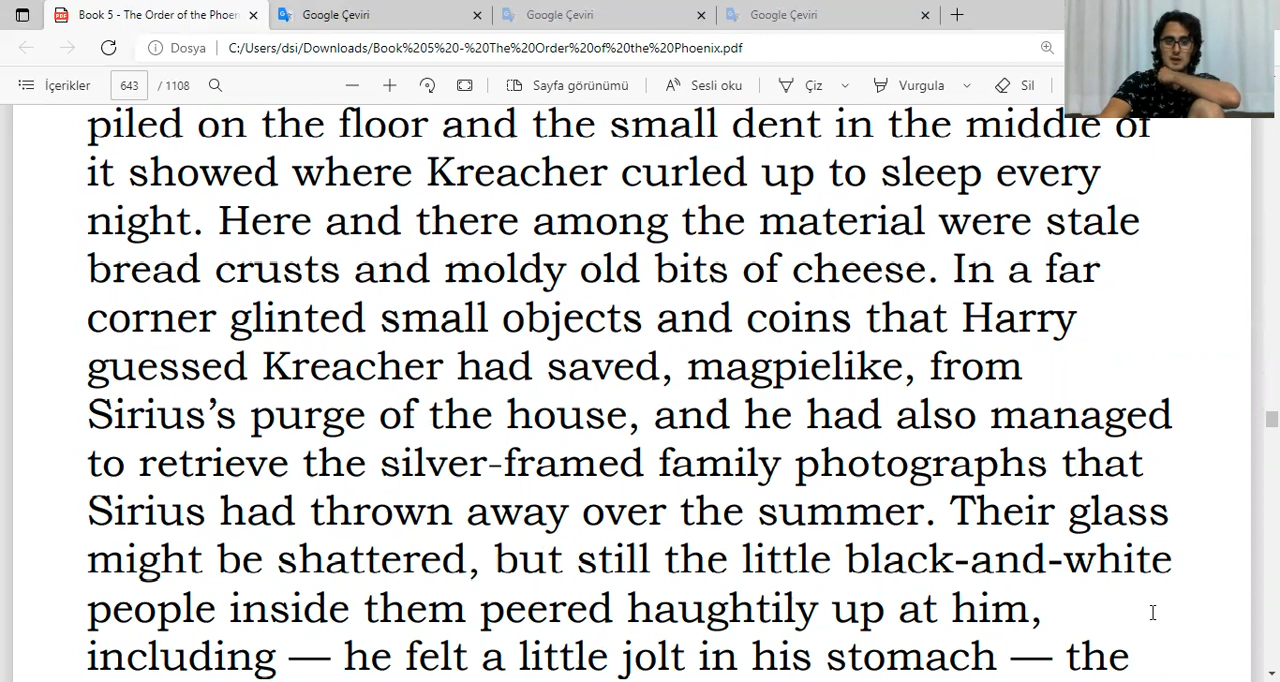 Book 5 - The Order of the Phoen
Google Çeviri
Google Çeviri
Google Çeviri
Dosya
C:/Users/dsi/Downloads/Book%205%20-%20The%20Order%20of%20the%20Phoenix.pdf
İçerikler
643
/ 1108
Sayfa görünümü
Sesli oku
Çiz
Vurgula
Sil
piled on the floor and the small dent in the middle of
it showed where Kreacher curled up to sleep every
night. Here and there among the material were stale
bread crusts and moldy old bits of cheese. In a far
corner glinted small objects and coins that Harry
guessed Kreacher had saved, magpielike, from
Sirius’s purge of the house, and he had also managed
to retrieve the silver-framed family photographs that
Sirius had thrown away over the summer. Their glass
might be shattered, but still the little black-and-white
people inside them peered haughtily up at him,
including — he felt a little jolt in his stomach — the